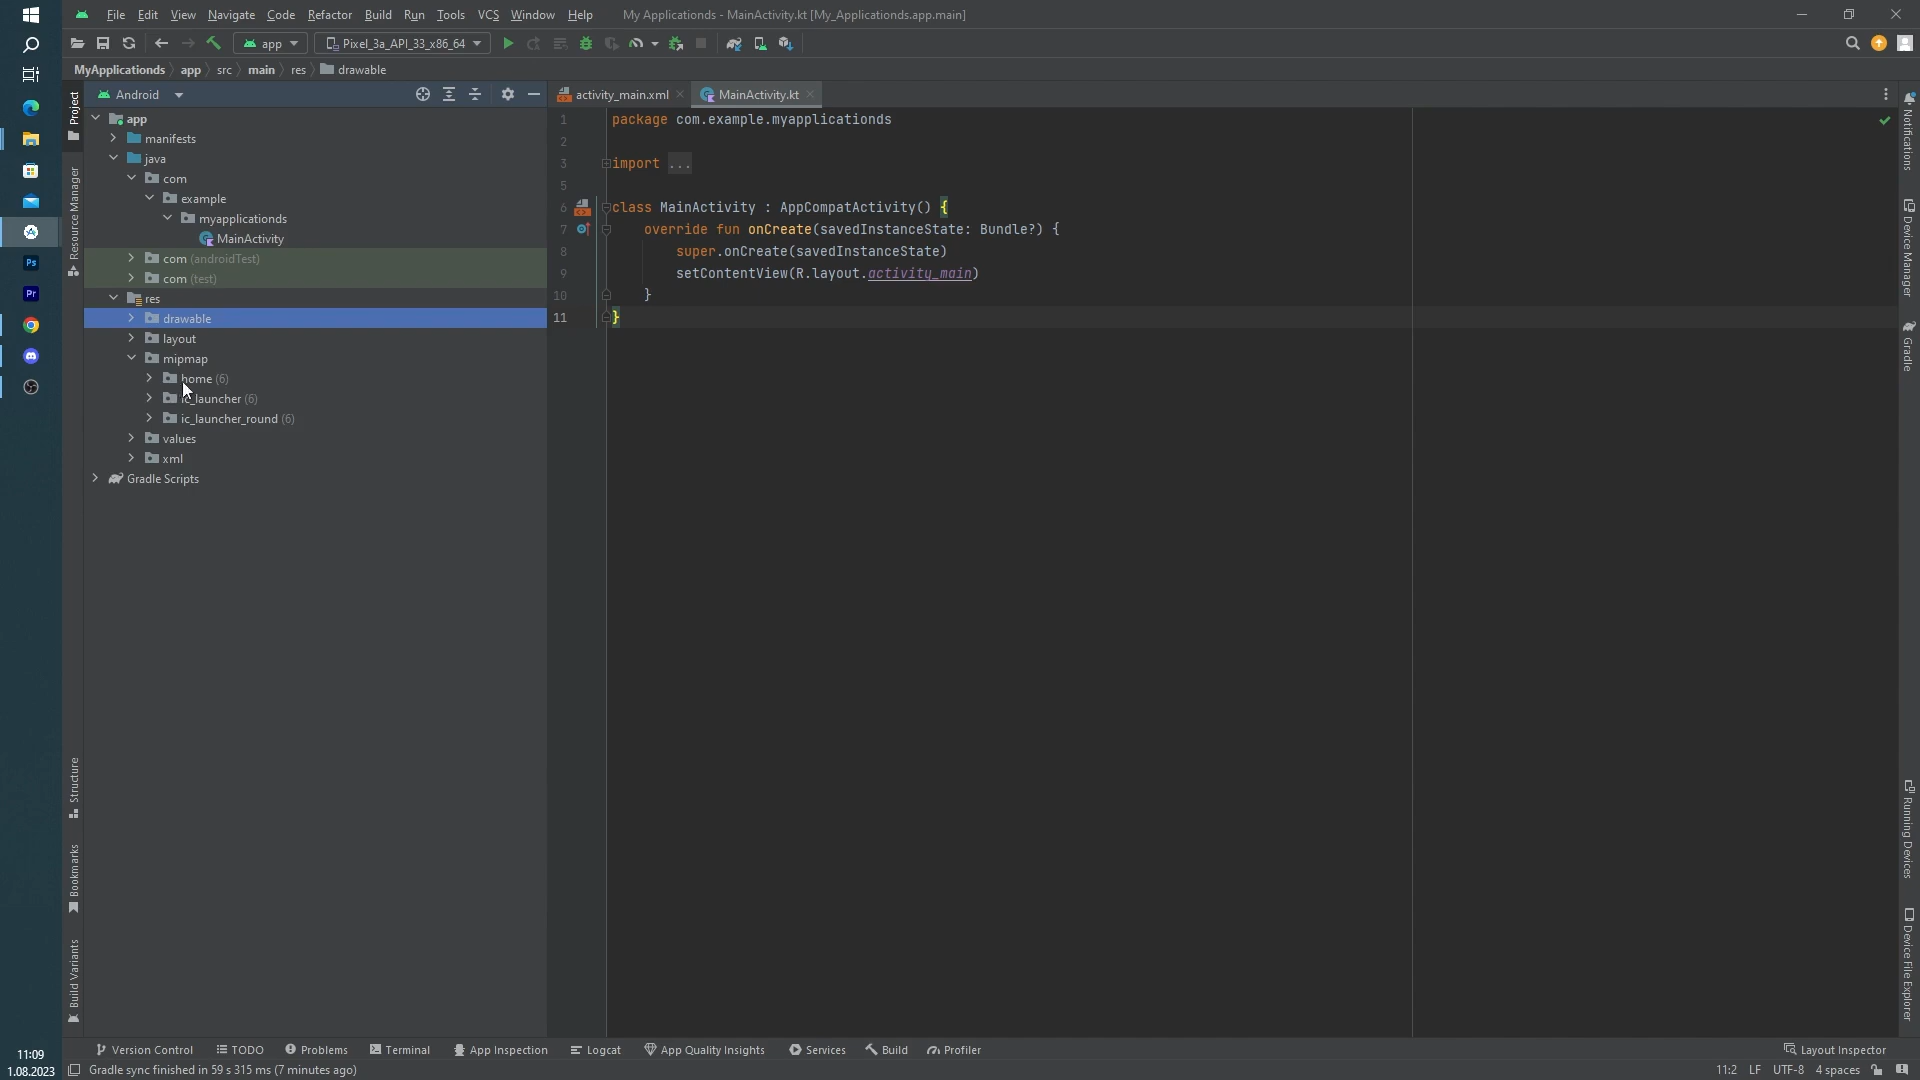 File Edit View Navigate Code Refactor Build Run Tools VCS Window Help My Applicationds - MainActivity.kt [My_Applicationds.app.main]
app Pixel_3a_API_33_x86_64
MyApplicationds app src main res drawable
Project
Android
activity_main.xml MainActivity.kt
app
manifests
java
com
example
myapplicationds
MainActivity
com (androidTest)
com (test)
res
drawable
layout
mipmap
home (6)
ic_launcher (6)
ic_launcher_round (6)
values
xml
Gradle Scripts
1 package com.example.myapplicationds
2
3 import ...
5
6 class MainActivity : AppCompatActivity() {
7 override fun onCreate(savedInstanceState: Bundle?) {
8 super.onCreate(savedInstanceState)
9 setContentView(R.layout.activity_main)
10 }
11 }
Resource Manager
Structure
Bookmarks
Build Variants
Notifications
Device Manager
Gradle
Running Devices
Device File Explorer
Ps
Pr
Version Control TODO Problems Terminal App Inspection Logcat App Quality Insights Services Build Profiler Layout Inspector
Gradle sync finished in 59 s 315 ms (7 minutes ago) 11:2 LF UTF-8 4 spaces
11:09
1.08.2023